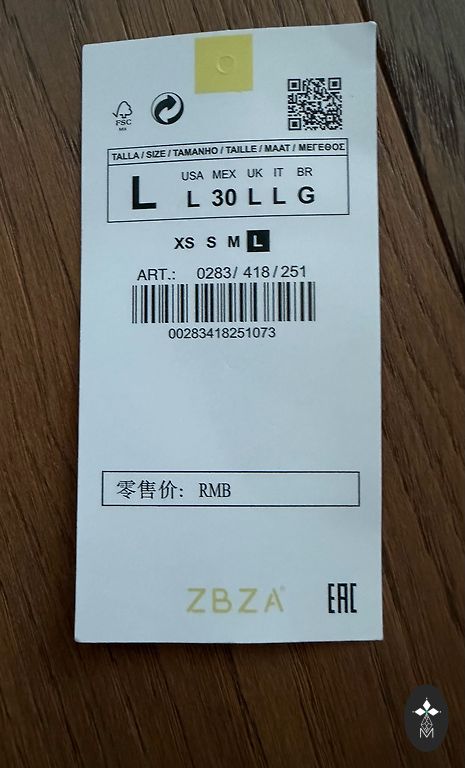 FSC
TALLA / SIZE / TAMANHO / TAILLE / MAAT / ΜΕΓΕΘΟΣ
USA MEX UK IT BR
L L 30 L L G
XS S M L
ART.: 0283/ 418 / 251
00283418251073
零售价: RMB
ZBZA®
EAC
M